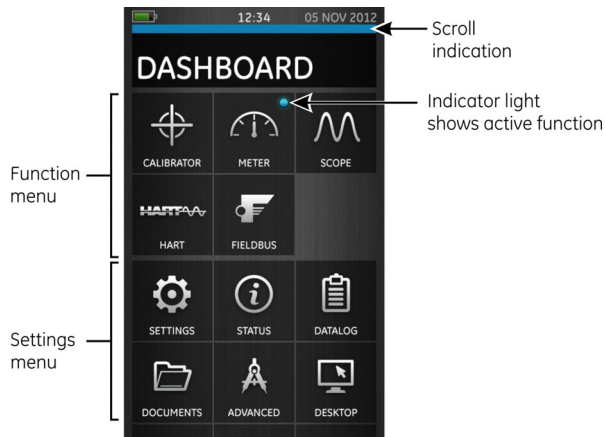 12:34 05 NOV 2012
Scroll
indication
DASHBOARD
Indicator light
shows active function
CALIBRATOR METER SCOPE
Function
menu
HART
HART FIELDBUS
SETTINGS STATUS DATALOG
Settings
menu
DOCUMENTS ADVANCED DESKTOP